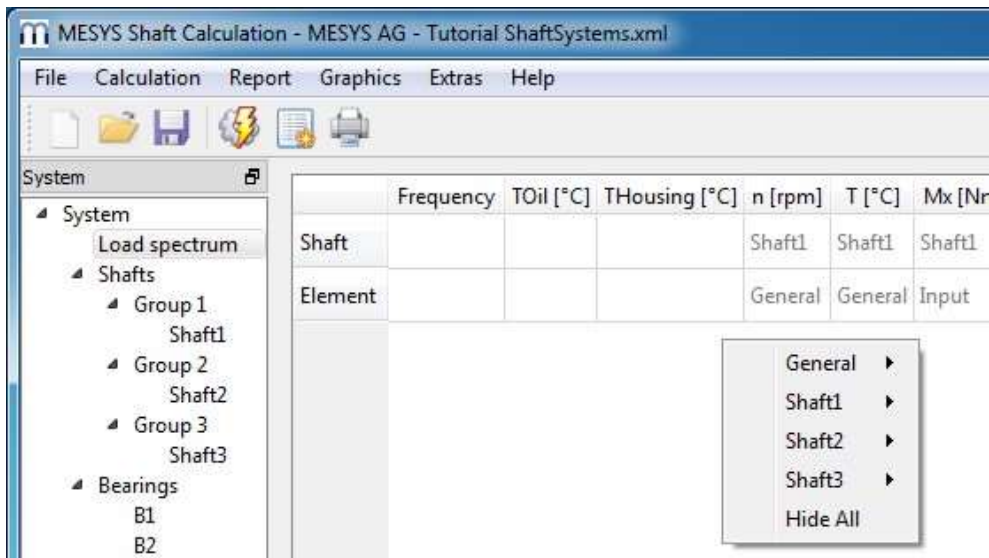 MESYS Shaft Calculation - MESYS AG - Tutorial ShaftSystems.xml
File Calculation Report Graphics Extras Help
System
System
Load spectrum
Shafts
Group 1
Shaft1
Group 2
Shaft2
Group 3
Shaft3
Bearings
B1
B2
Frequency TOil [°C] THousing [°C] n [rpm] T [°C] Mx [Nm
Shaft Shaft1 Shaft1 Shaft1
Element General General Input
General
Shaft1
Shaft2
Shaft3
Hide All